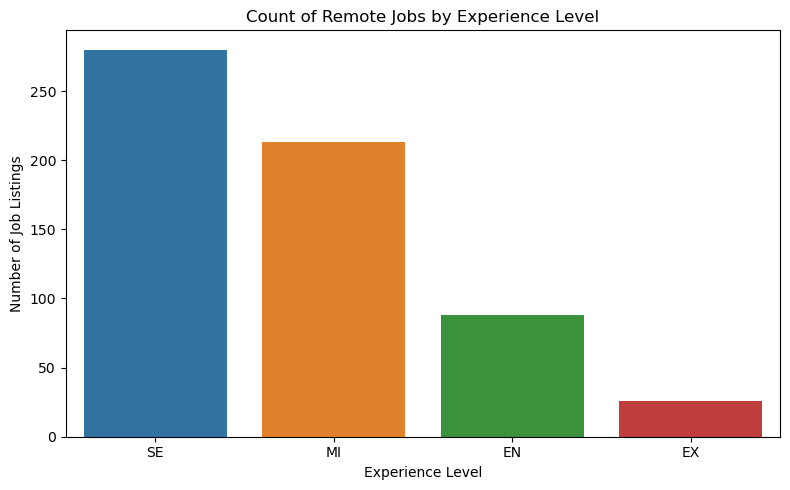 Count of Remote Jobs by Experience Level
Number of Job Listings
250
200
150
100
50
0
SE MI EN EX
Experience Level